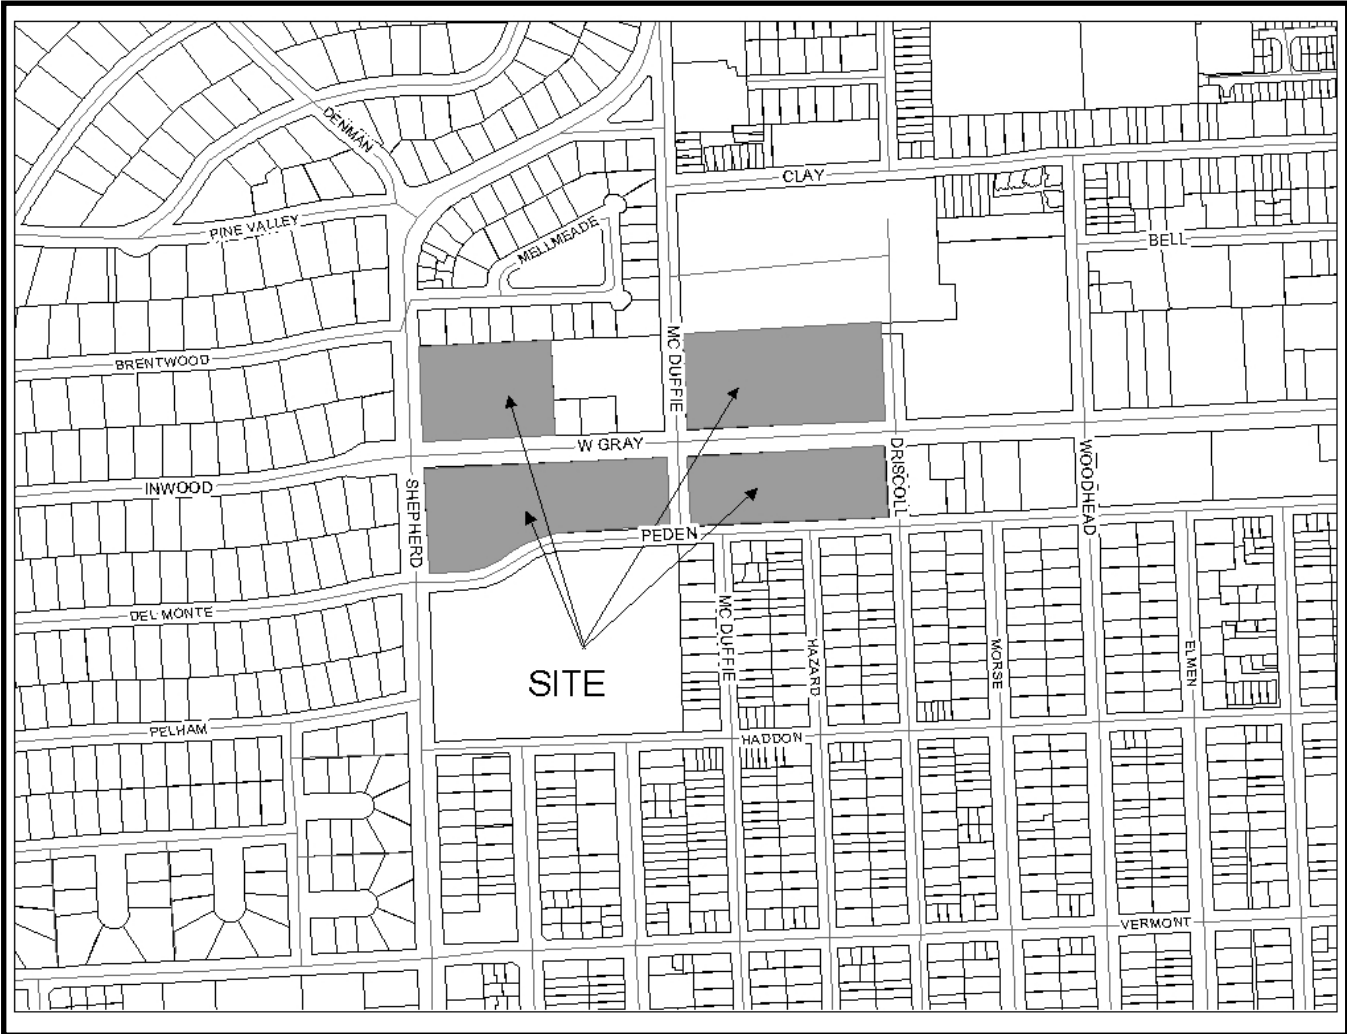 DENMAN
CLAY
PINE VALLEY
MELLMEADE
BELL
BRENTWOOD
MC DUFFIE
W GRAY
INWOOD
SHEPHERD
DRISCOLL
WOODHEAD
PEDEN
DEL MONTE
MC DUFFIE
HAZARD
MORSE
ELMEN
SITE
PELHAM
HADDON
VERMONT